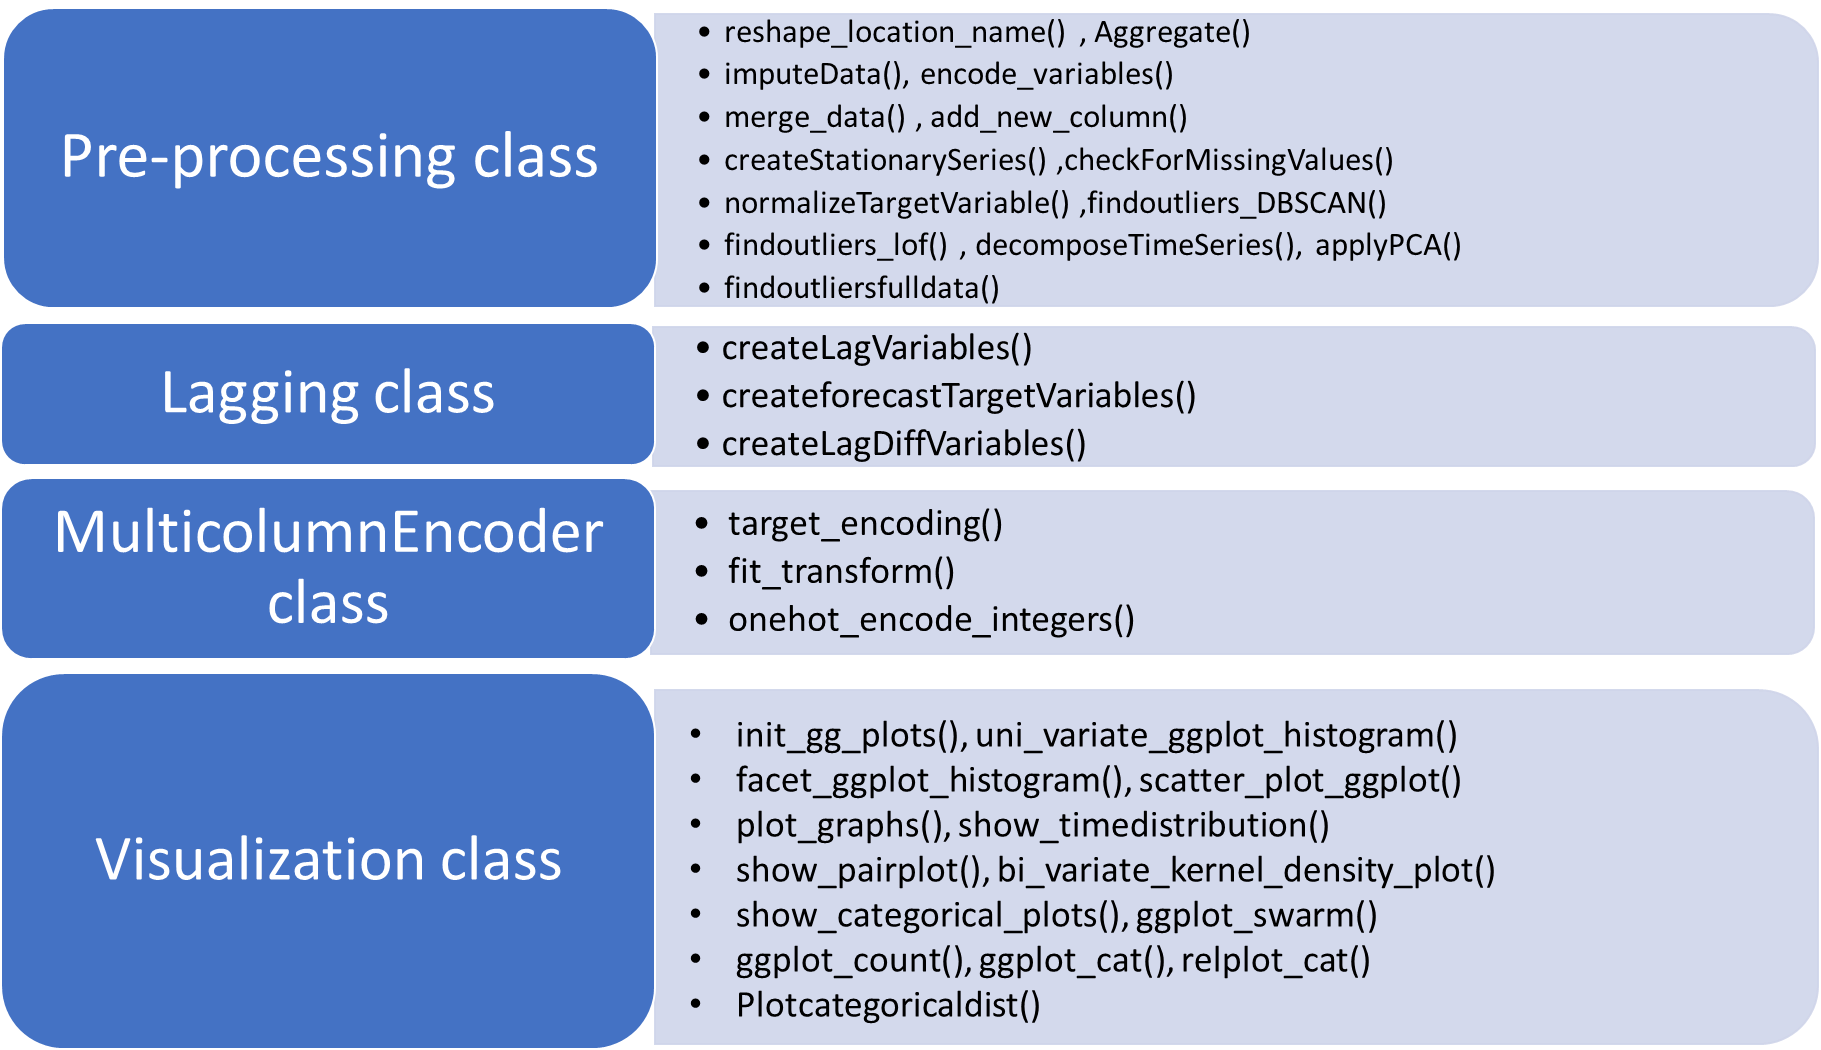 Pre-processing class
• reshape_location_name() , Aggregate()
• imputeData(), encode_variables()
• merge_data() , add_new_column()
• createStationarySeries() ,checkForMissingValues()
• normalizeTargetVariable() ,findoutliers_DBSCAN()
• findoutliers_lof() , decomposeTimeSeries(), applyPCA()
• findoutliersfulldata()
Lagging class
• createLagVariables()
• createforecastTargetVariables()
• createLagDiffVariables()
MulticolumnEncoder
class
• target_encoding()
• fit_transform()
• onehot_encode_integers()
Visualization class
• init_gg_plots(), uni_variate_ggplot_histogram()
• facet_ggplot_histogram(), scatter_plot_ggplot()
• plot_graphs(), show_timedistribution()
• show_pairplot(), bi_variate_kernel_density_plot()
• show_categorical_plots(), ggplot_swarm()
• ggplot_count(), ggplot_cat(), relplot_cat()
• Plotcategoricaldist()